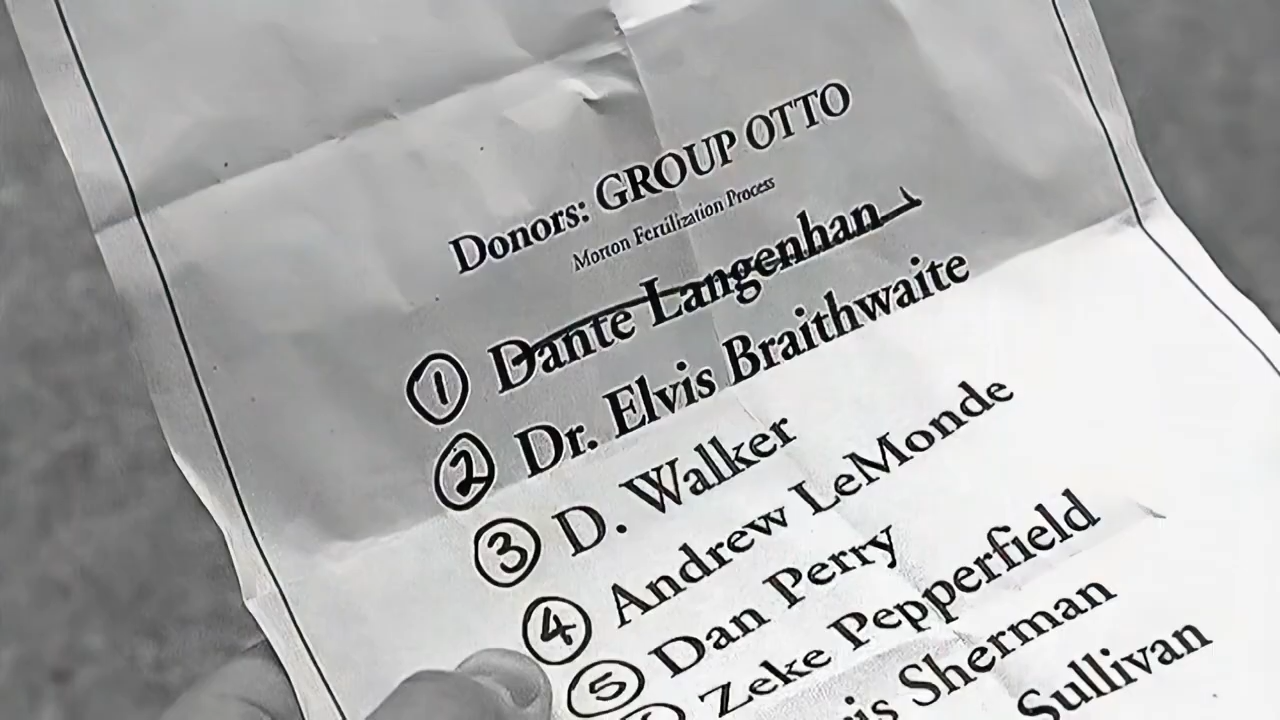 Donors: GROUP OTTO
Morton Fertilization Process
① Dante Langenhan
② Dr. Elvis Braithwaite
③ D. Walker
④ Andrew LeMonde
⑤ Dan Perry
Zeke Pepperfield
Sherman
Sullivan